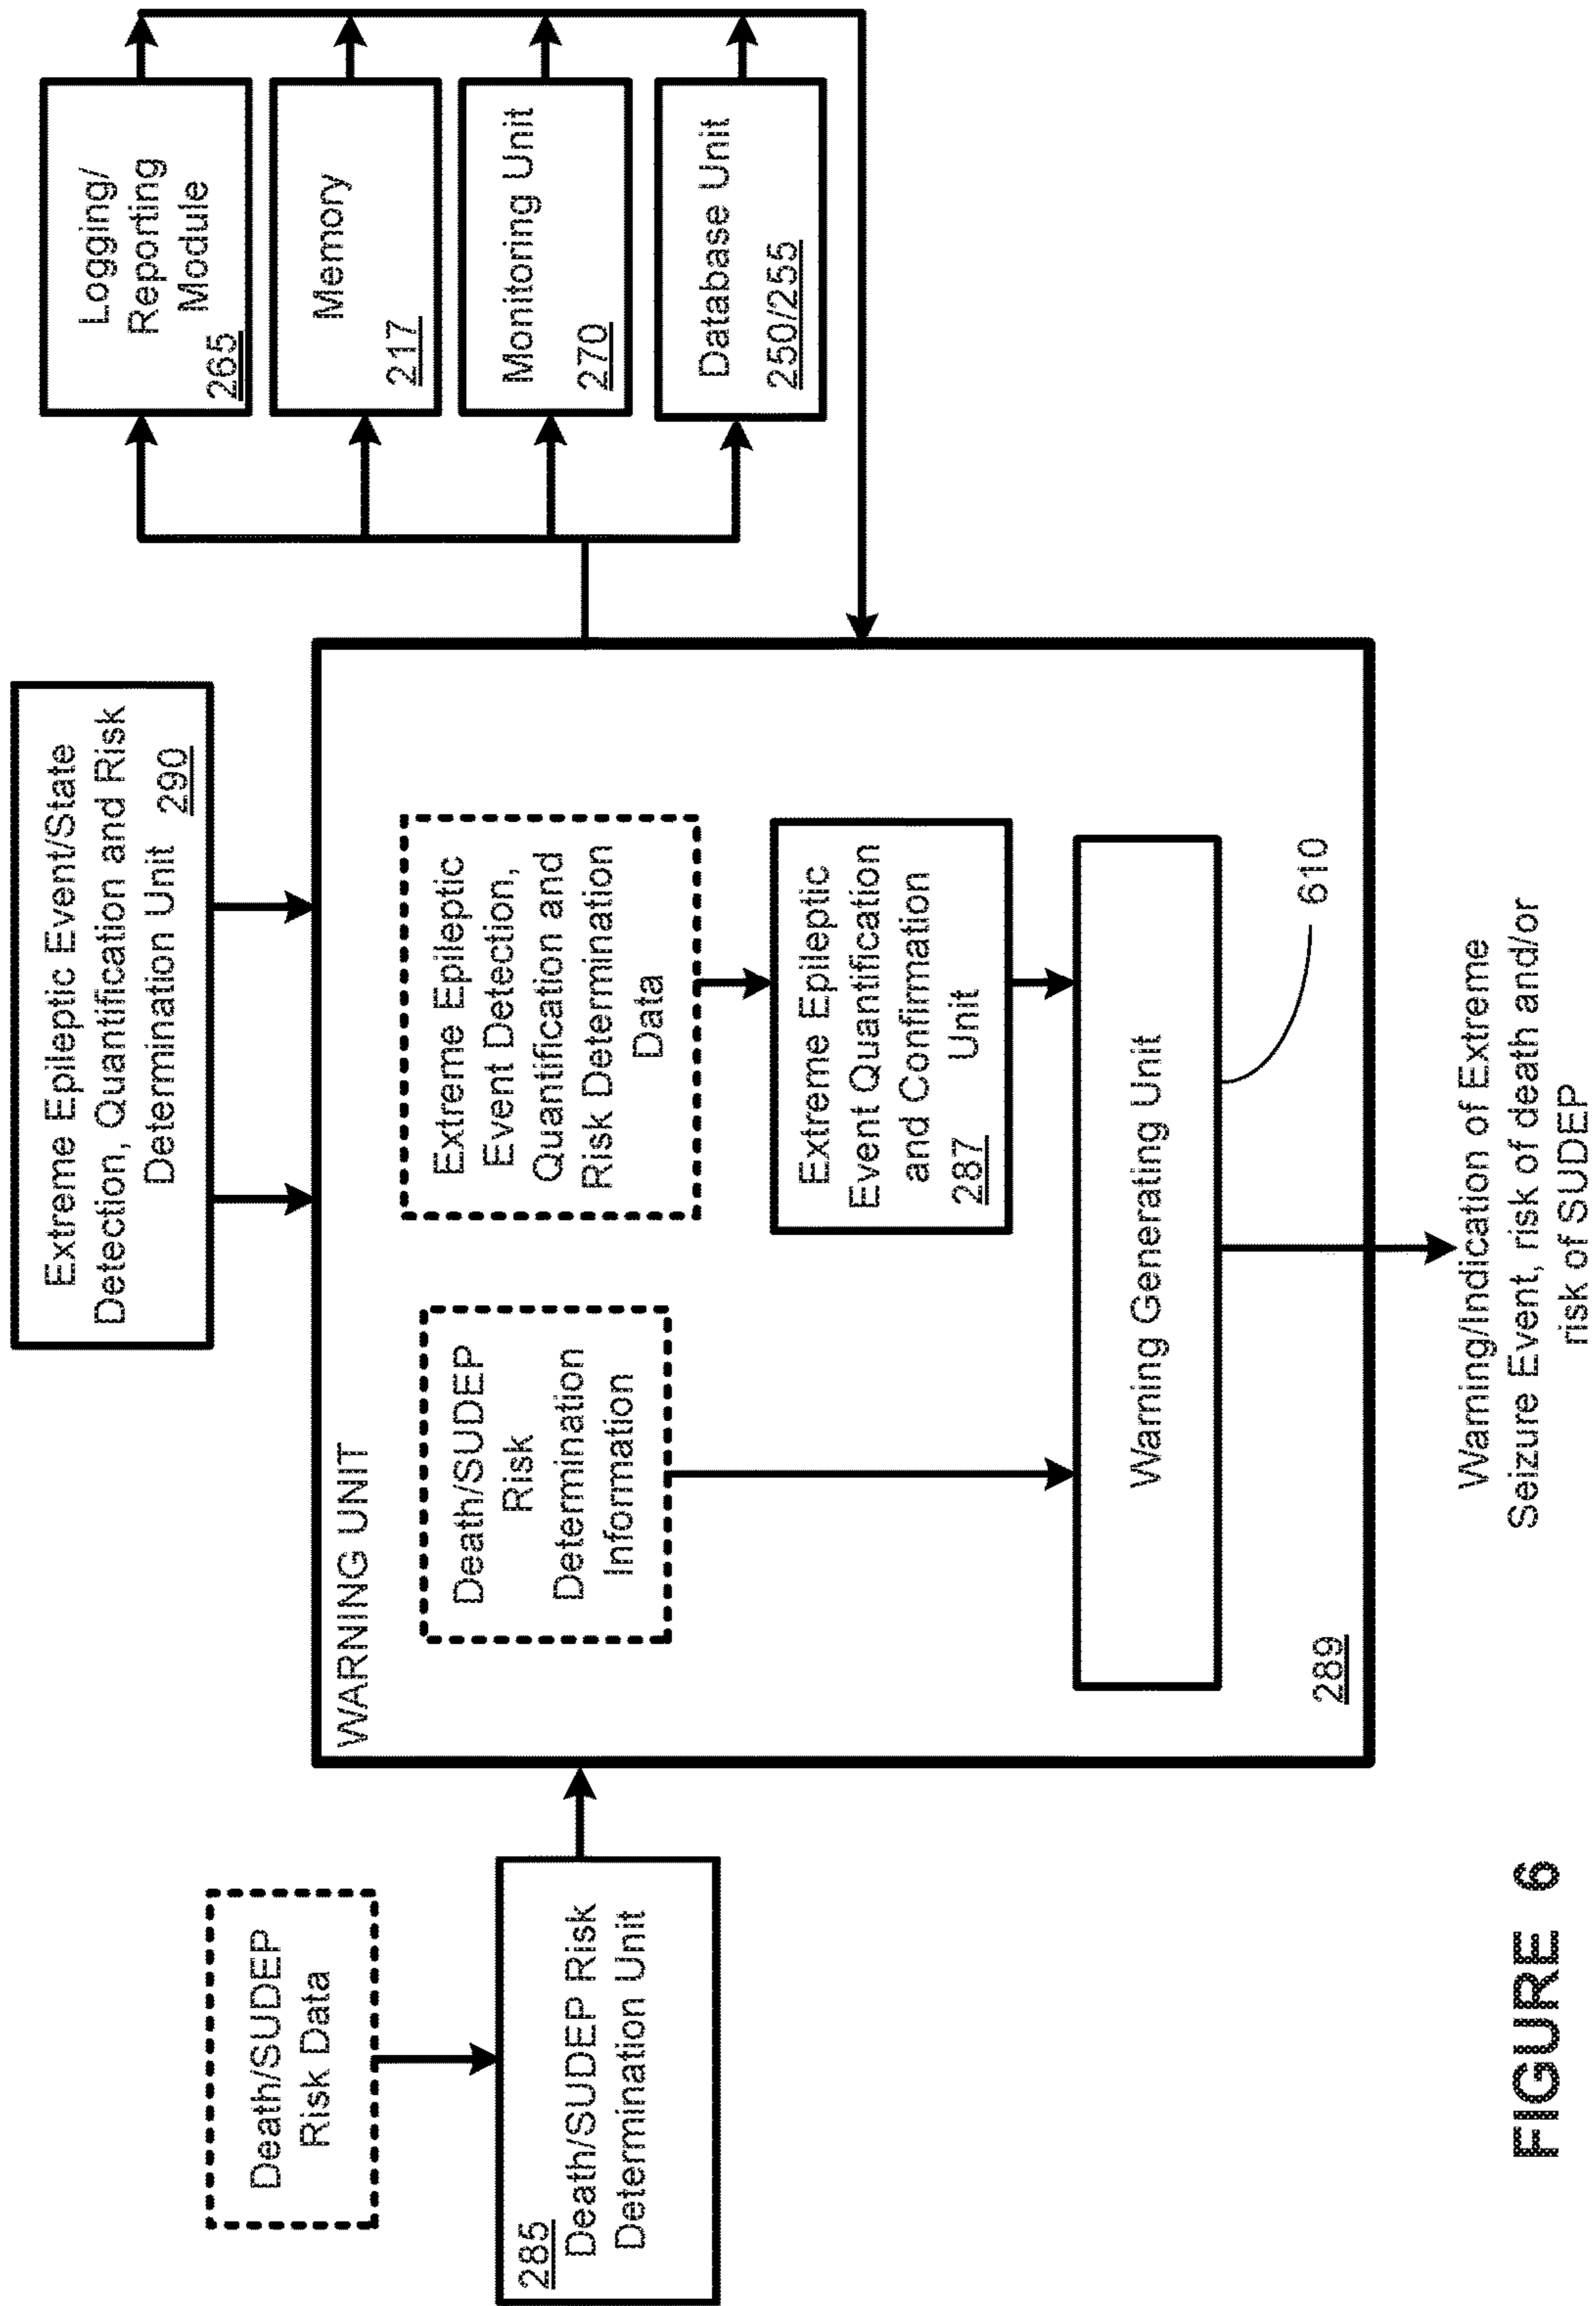 Death/SUDEP
Risk Data
285
Death/SUDEP Risk
Determination Unit
Extreme Epileptic Event/State
Detection, Quantification and Risk
Determination Unit 290
WARNING UNIT
Death/SUDEP
Risk
Determination
Information
Extreme Epileptic
Event Detection,
Quantification and
Risk Determination
Data
Extreme Epileptic
Event Quantification
and Confirmation
287 Unit
Warning Generating Unit
610
289
Warning/Indication of Extreme
Seizure Event, risk of death and/or
risk of SUDEP
Logging/
Reporting
Module
265
Memory
217
Monitoring Unit
270
Database Unit
250/255
FIGURE 6